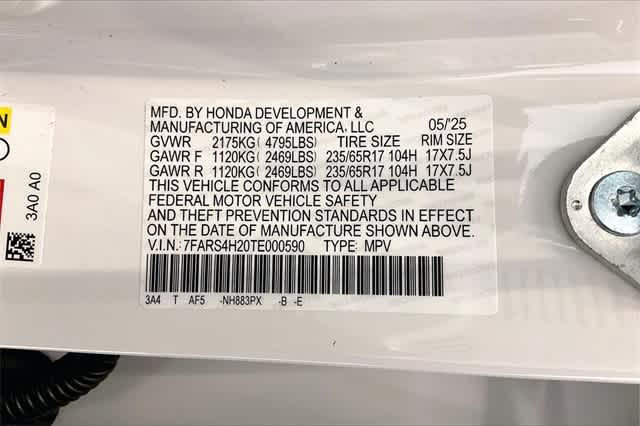 MFD. BY HONDA DEVELOPMENT &
MANUFACTURING OF AMERICA, LLC 05/'25
GVWR 2175KG( 4795LBS) TIRE SIZE RIM SIZE
GAWR F 1120KG( 2469LBS) 235/65R17 104H 17X7.5J
GAWR R 1120KG( 2469LBS) 235/65R17 104H 17X7.5J
THIS VEHICLE CONFORMS TO ALL APPLICABLE
FEDERAL MOTOR VEHICLE SAFETY
AND THEFT PREVENTION STANDARDS IN EFFECT
ON THE DATE OF MANUFACTURE SHOWN ABOVE.
V.I.N.: 7FARS4H20TE000590 TYPE: MPV
3A4 T AF5 -NH883PX -B -E
3A0 A0